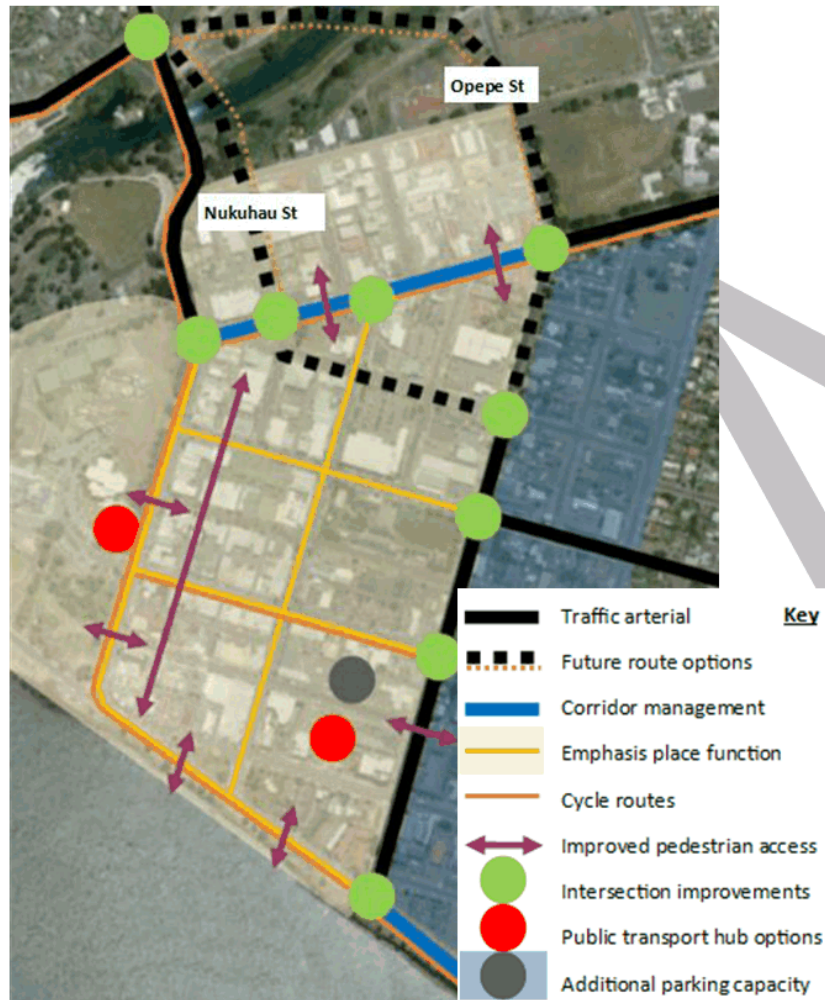 Opepe St
Nukuhau St
Key
Traffic arterial
Future route options
Corridor management
Emphasis place function
Cycle routes
Improved pedestrian access
Intersection improvements
Public transport hub options
Additional parking capacity